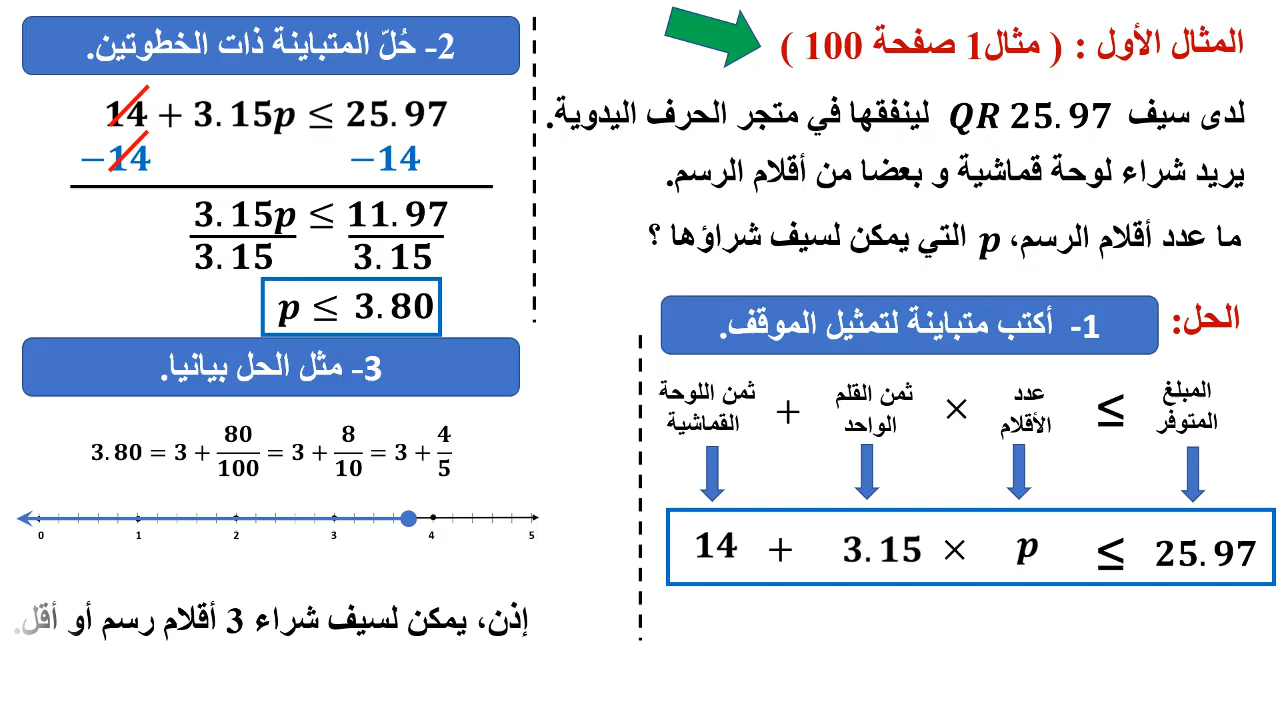 المثال الأول : ( مثال1 صفحة 100 )
لدى سيف QR 25.97 لينفقها في متجر الحرف اليدوية.
يريد شراء لوحة قماشية و بعضا من أقلام الرسم.
ما عدد أقلام الرسم، p التي يمكن لسيف شراؤها ؟
الحل:
1- أكتب متباينة لتمثيل الموقف.
ثمن اللوحة القماشية + ثمن القلم الواحد × عدد الأقلام ≤ المبلغ المتوفر
14 + 3.15 × p ≤ 25.97
2- حُلّ المتباينة ذات الخطوتين.
14 + 3.15p ≤ 25.97
−14 −14
3.15p ≤ 11.97
3.15 3.15
p ≤ 3.80
3- مثل الحل بيانيا.
3.80 = 3 + 80/100 = 3 + 8/10 = 3 + 4/5
0 1 2 3 4 5
إذن، يمكن لسيف شراء 3 أقلام رسم أو أقل.